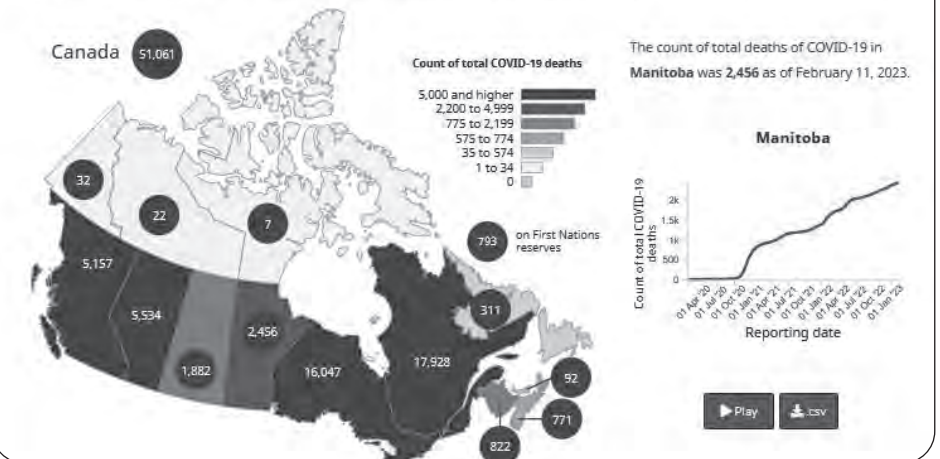 Canada 51,061
Count of total COVID-19 deaths
5,000 and higher
2,200 to 4,999
775 to 2,199
575 to 774
35 to 574
1 to 34
0
32
22
7
793 on First Nations
reserves
5,157
5,534
1,882
2,456
16,047
17,928
311
92
771
822
The count of total deaths of COVID-19 in
Manitoba was 2,456 as of February 11, 2023.
Manitoba
Count of total COVID-19
deaths
2k
1.5k
1k
500
0
01 Apr '20
01 Jul '20
01 Oct '20
01 Jan '21
01 Apr '21
01 Jul '21
01 Oct '21
01 Jan '22
01 Apr '22
01 Jul '22
01 Oct '22
01 Jan '23
Reporting date
Play
.csv